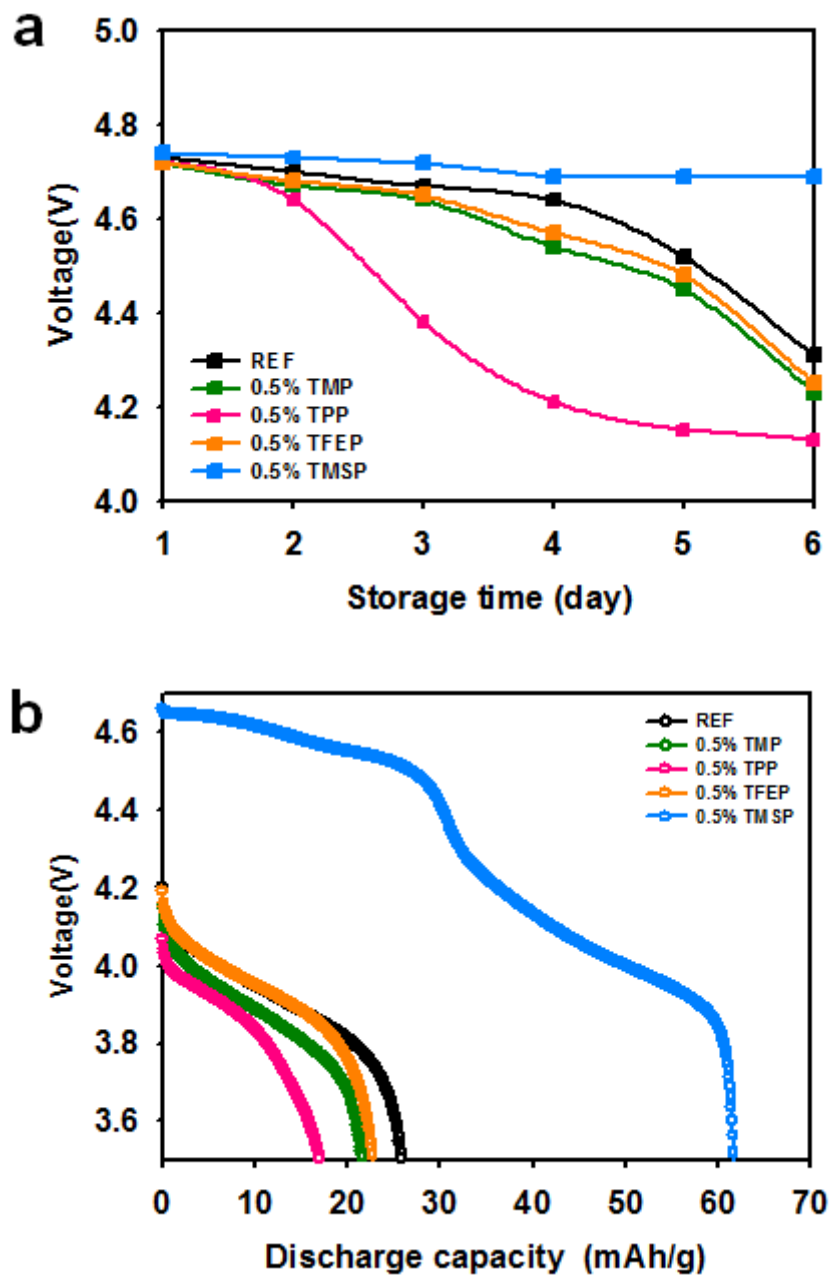 a
5.0
4.8
4.6
4.4
4.2
4.0
Voltage(V)
REF
0.5% TMP
0.5% TPP
0.5% TFEP
0.5% TMSP
1 2 3 4 5 6
Storage time (day)
b
4.6
4.4
4.2
4.0
3.8
3.6
Voltage(V)
REF
0.5% TMP
0.5% TPP
0.5% TFEP
0.5% TMSP
0 10 20 30 40 50 60 70
Discharge capacity (mAh/g)